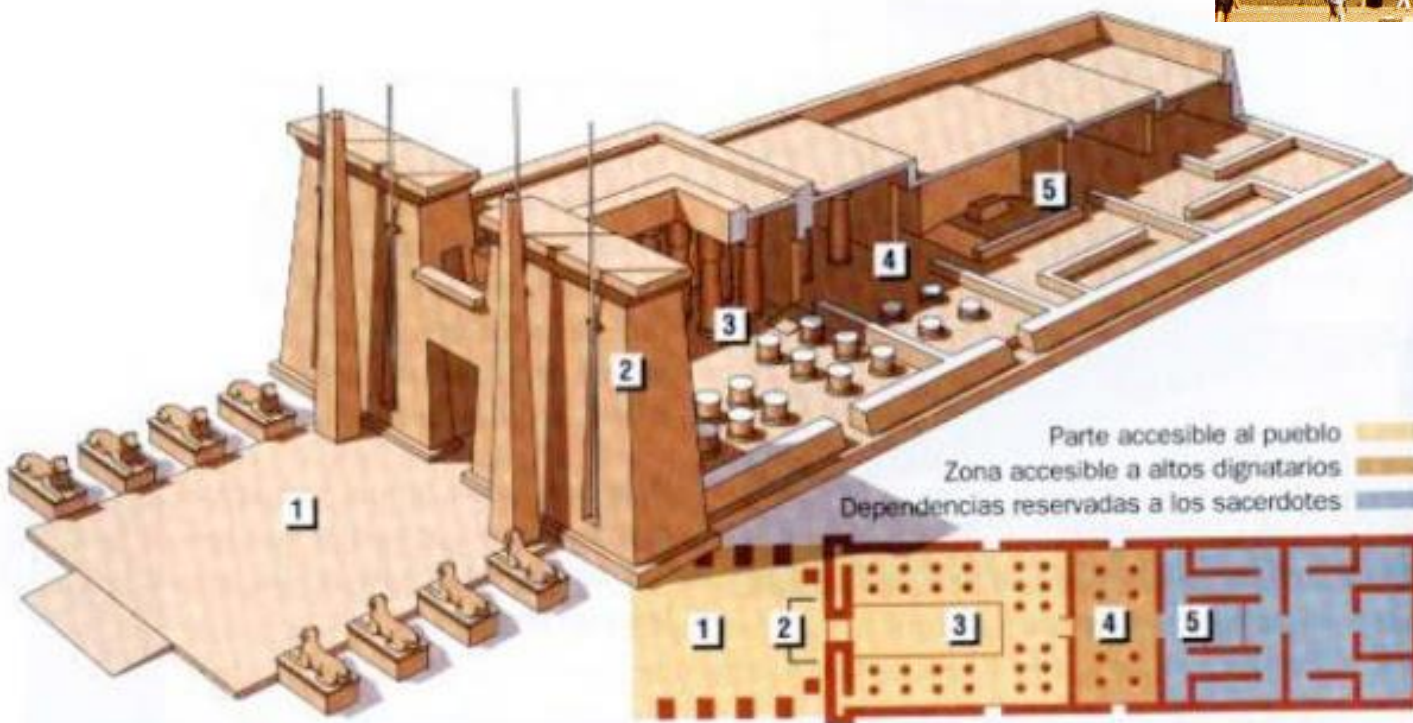 1
2
3
4
5
Parte accesible al pueblo
Zona accesible a altos dignatarios
Dependencias reservadas a los sacerdotes
1 2 3 4 5